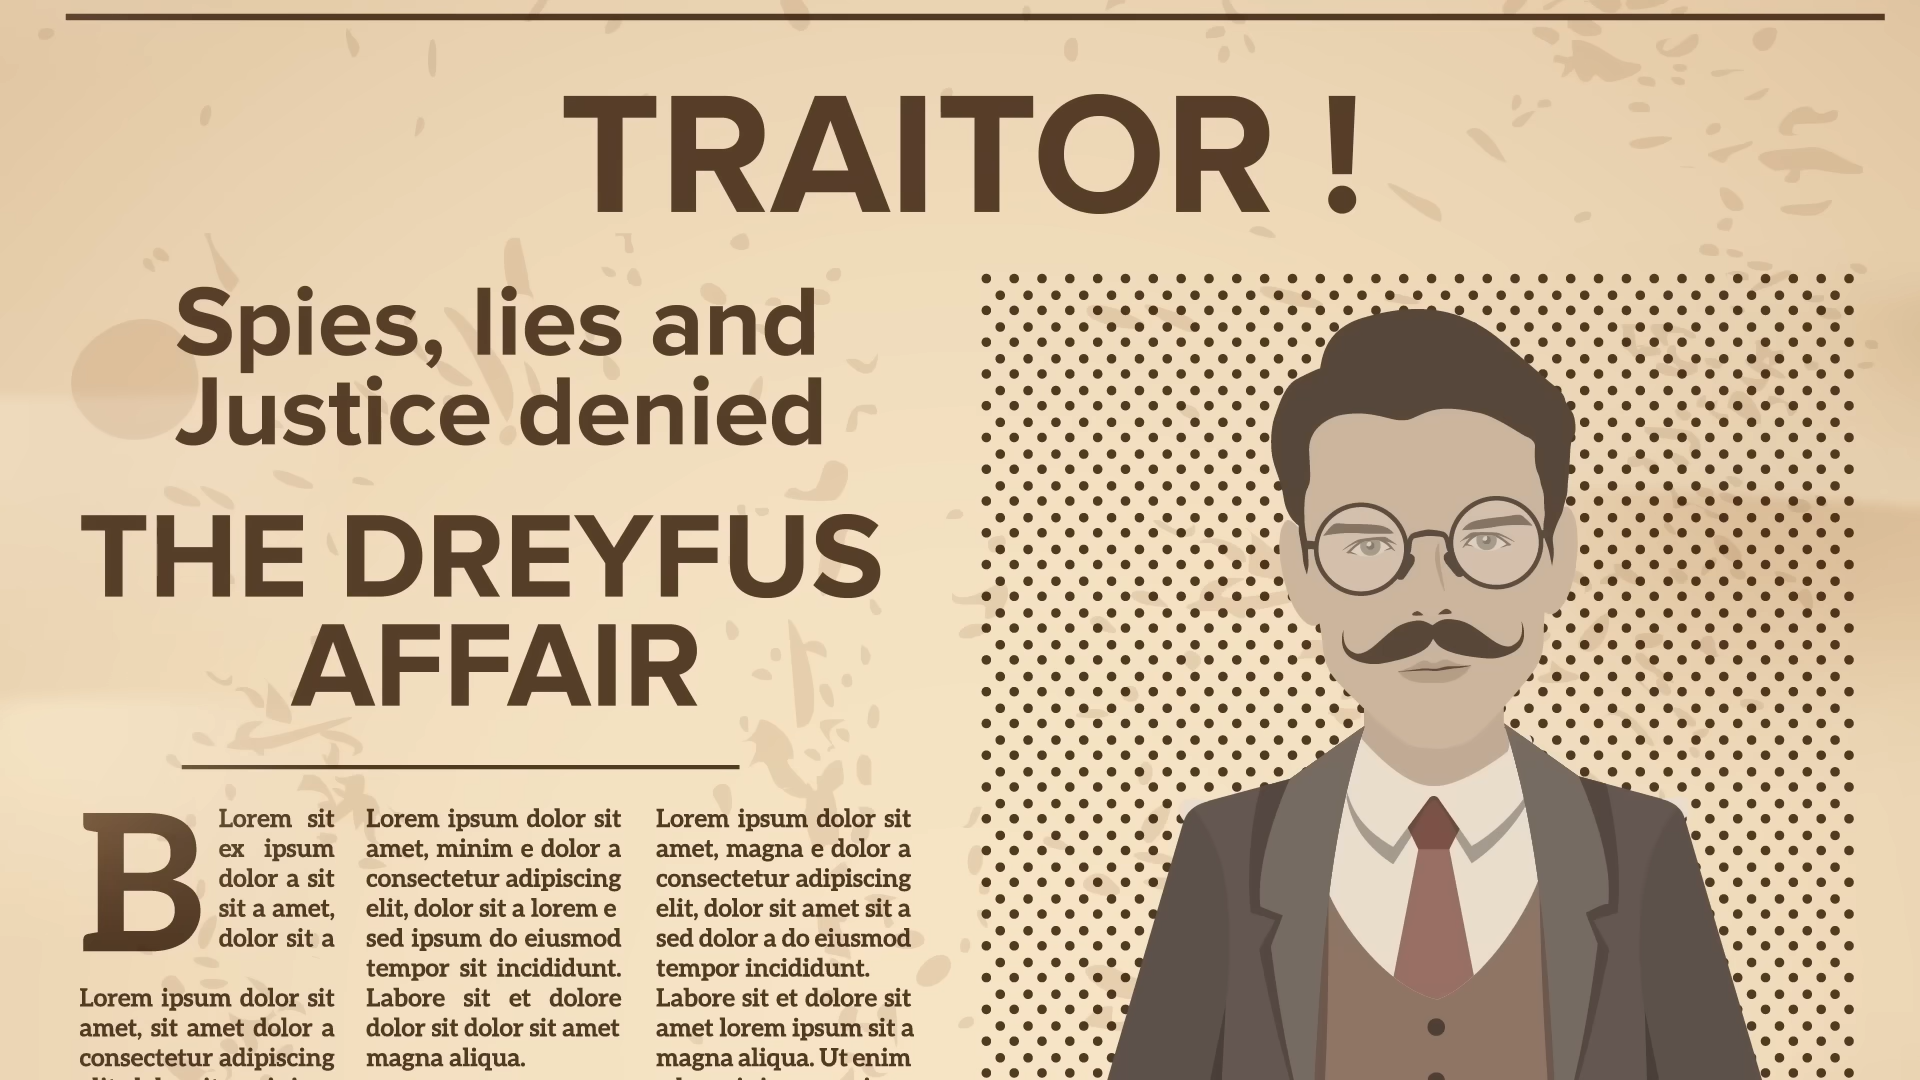 TRAITOR !
Spies, lies and
Justice denied
THE DREYFUS
AFFAIR
B
Lorem sit
ex ipsum
dolor a sit
sit a amet,
dolor sit a
Lorem ipsum dolor sit
amet, sit amet dolor a
consectetur adipiscing
Lorem ipsum dolor sit
amet, minim e dolor a
consectetur adipiscing
elit, dolor sit a lorem e
sed ipsum do eiusmod
tempor sit incididunt.
Labore sit et dolore
dolor sit dolor sit amet
magna aliqua.
Lorem ipsum dolor sit
amet, magna e dolor a
consectetur adipiscing
elit, dolor sit amet sit a
sed dolor a do eiusmod
tempor incididunt.
Labore sit et dolore sit
amet lorem ipsum sit a
magna aliqua. Ut enim